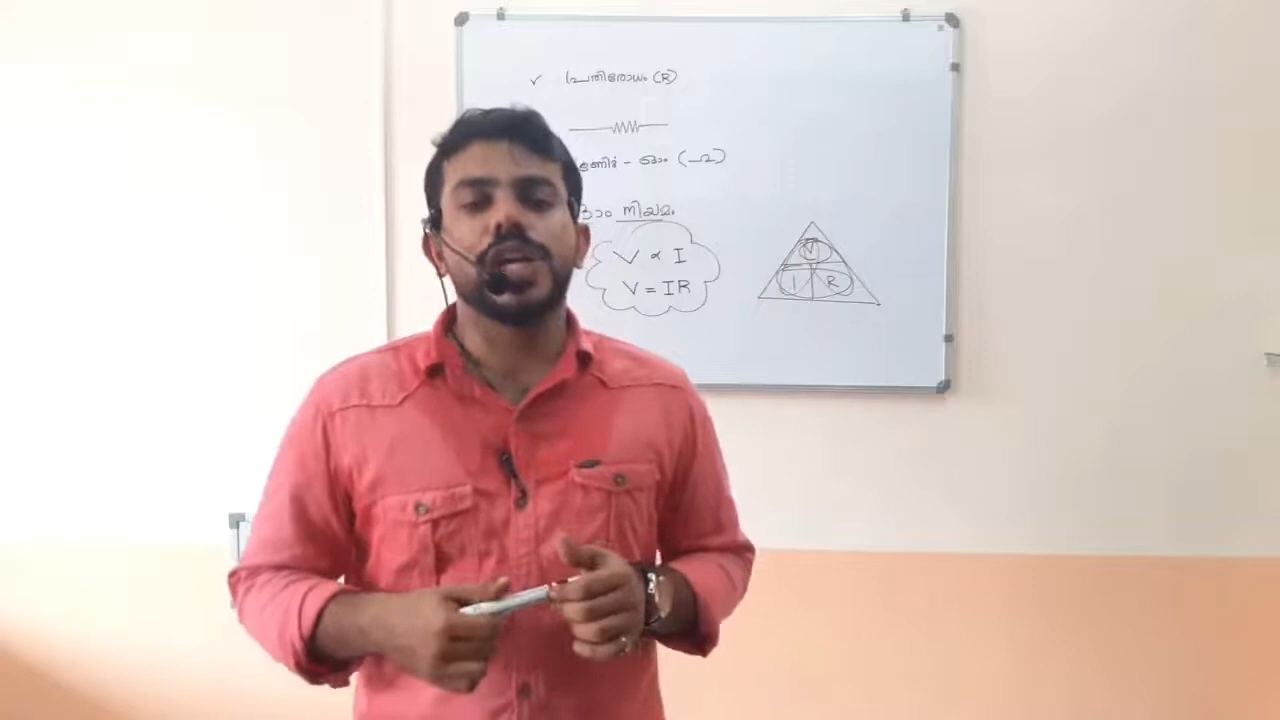 ✓ പ്രതിരോധം (R)
യൂണിറ്റ് - ഓം (Ω)
ഓം നിയമം
V ∝ I
V = IR
V
I R